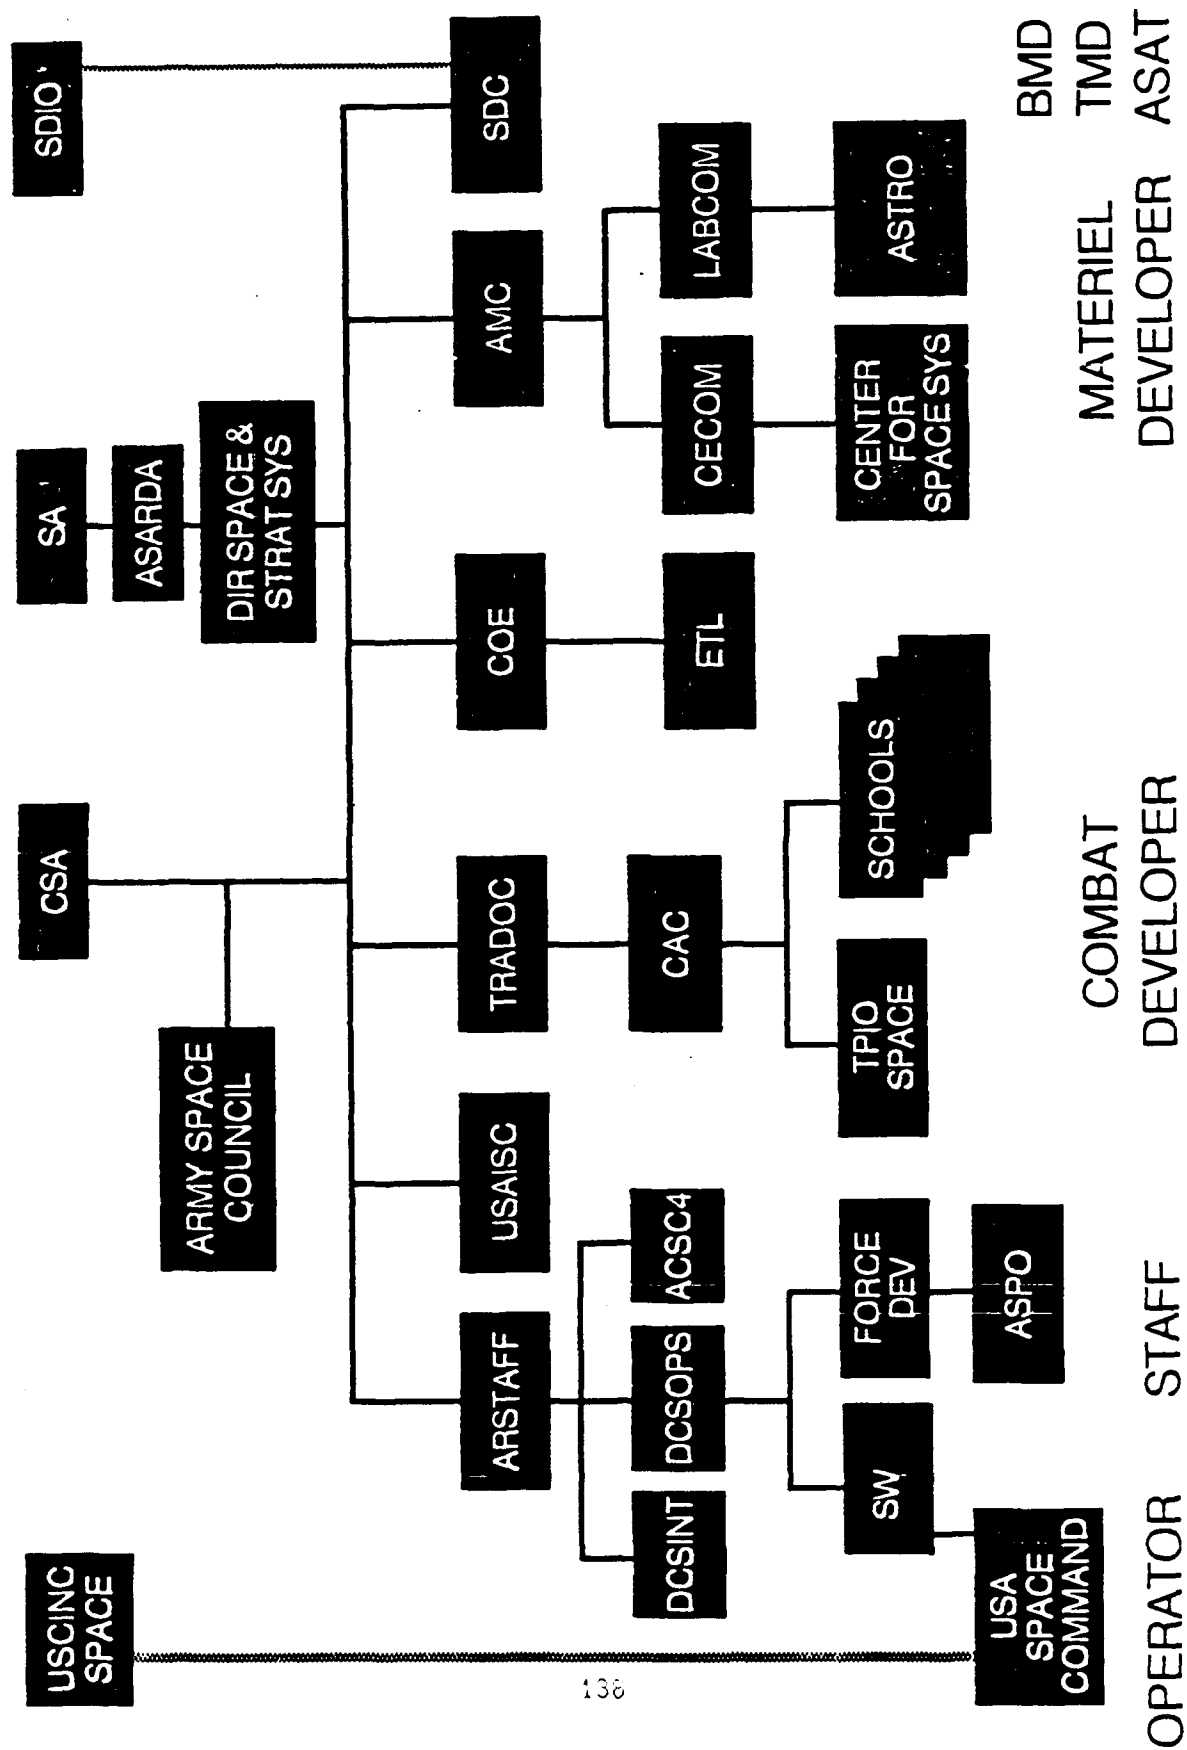 USCINC
SPACE
CSA
SA
SDIO
ASARDA
ARMY SPACE
COUNCIL
DIR SPACE &
STRAT SYS
ARSTAFF
USAISC
TRADOC
COE
AMC
SDC
DCSINT
DCSOPS
ACSC4
CAC
ETL
CECOM
LABCOM
SW
FORCE
DEV
TPIO
SPACE
SCHOOLS
CENTER
FOR
SPACE SYS
ASTRO
USA
SPACE
COMMAND
ASPO
OPERATOR
STAFF
COMBAT
DEVELOPER
MATERIEL
DEVELOPER
BMD
TMD
ASAT
138